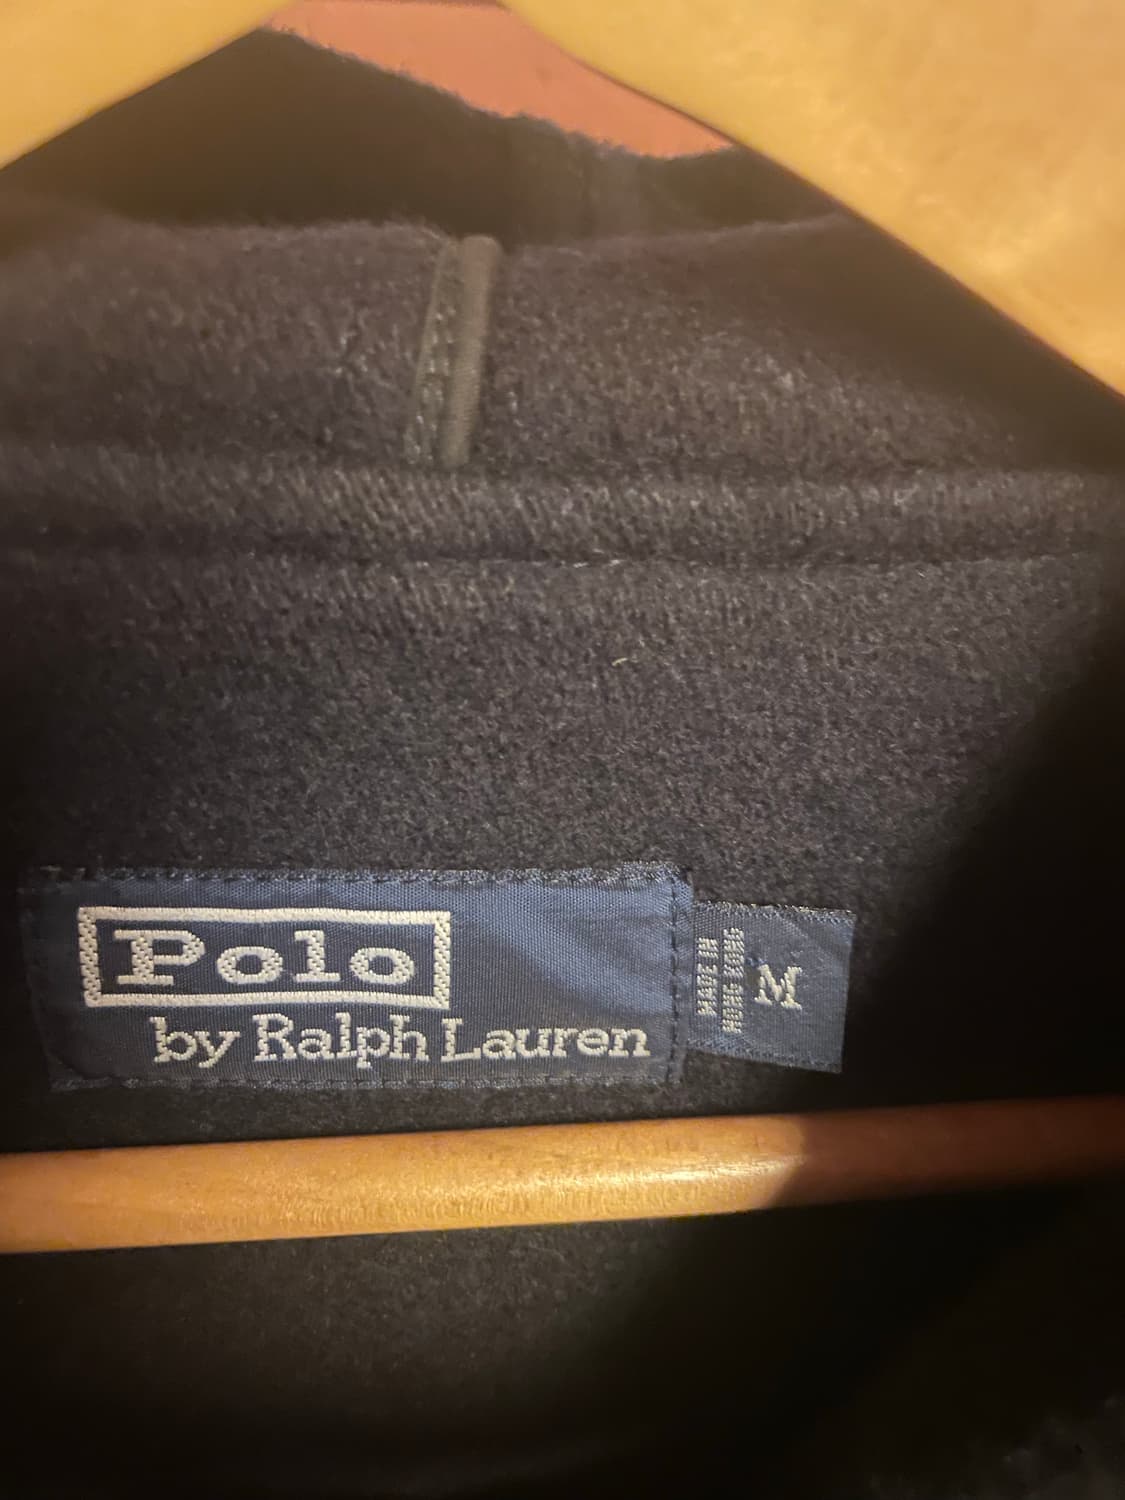 Polo
by Ralph Lauren
MADE IN
HONG KONG
M